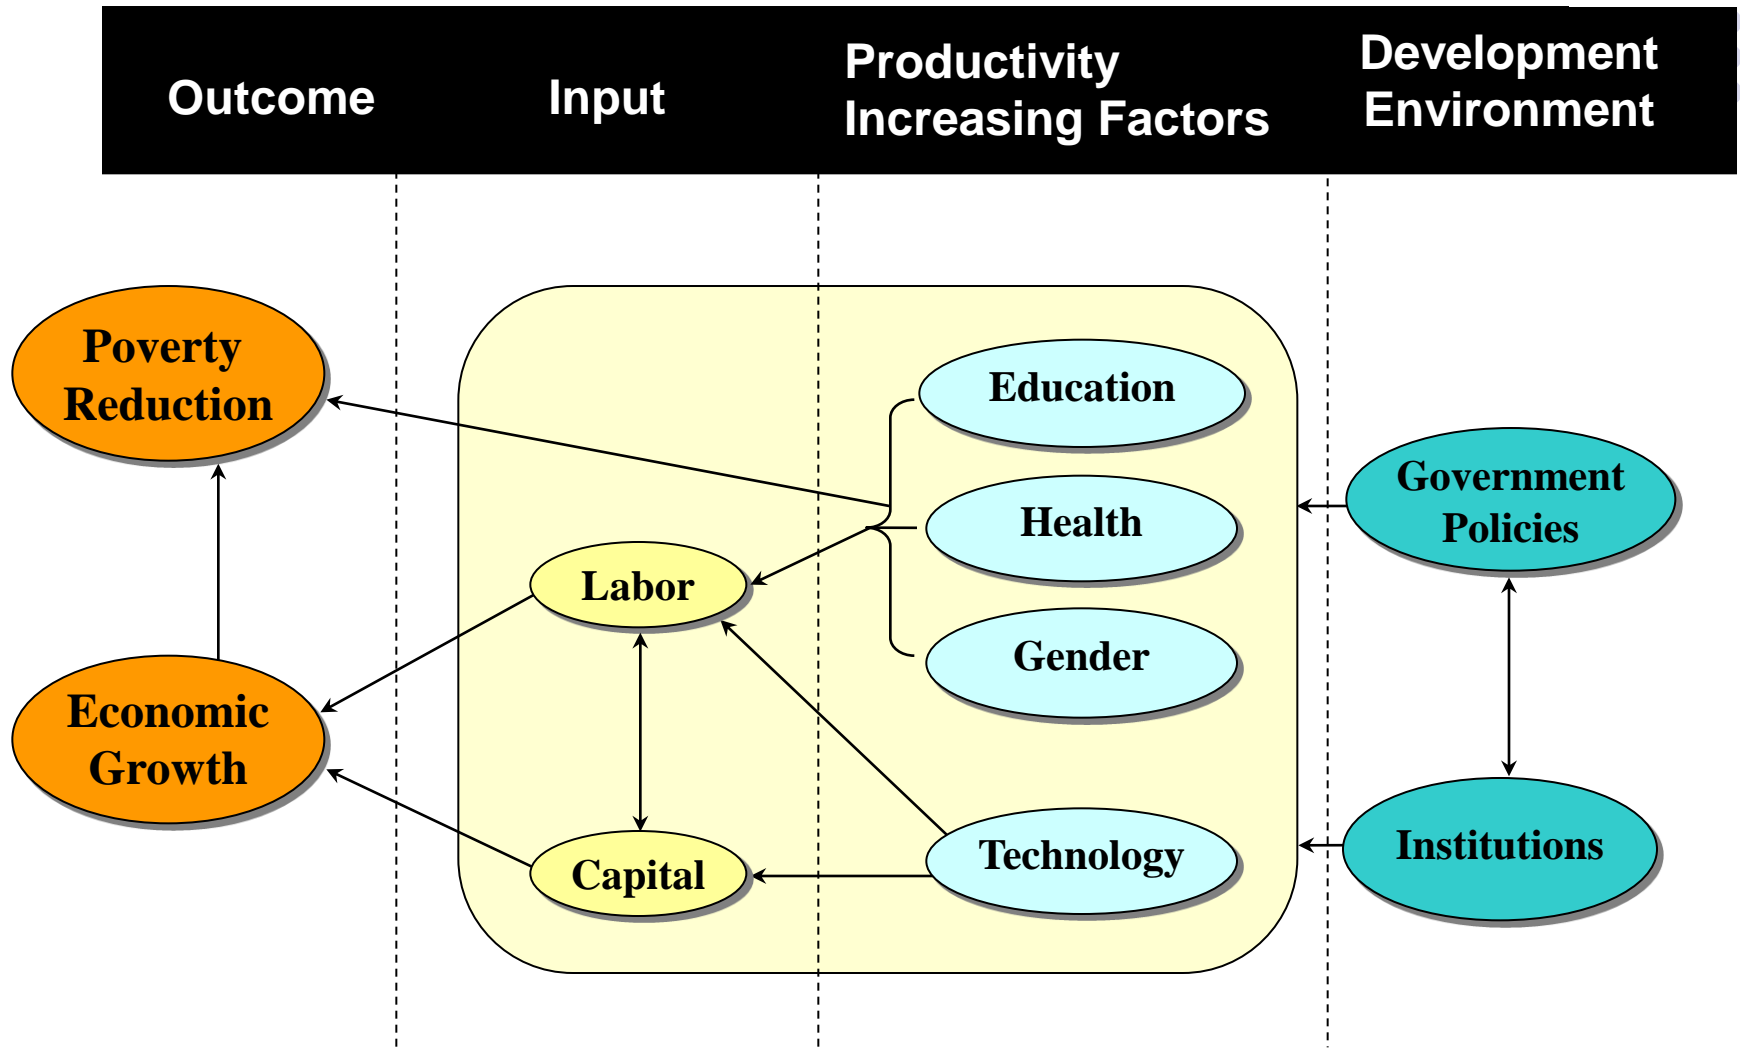 Outcome
Input
Productivity
Increasing Factors
Development
Environment
Poverty
Reduction
Economic
Growth
Labor
Capital
Education
Health
Gender
Technology
Government
Policies
Institutions